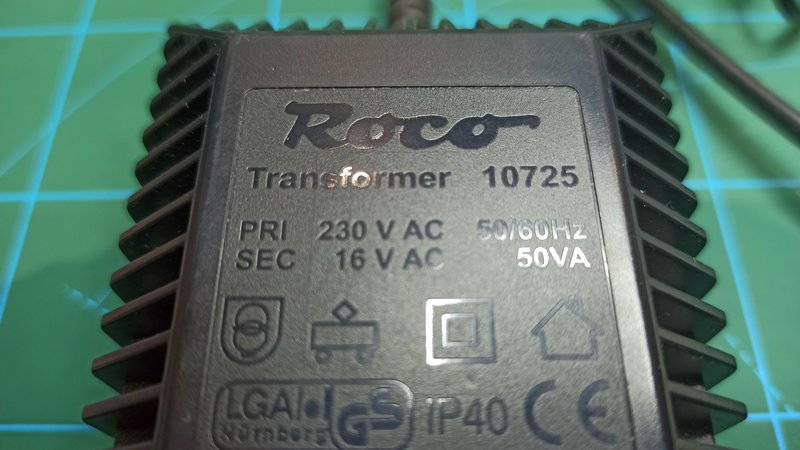 Roco
Transformer 10725
PRI 230 V AC 50/60Hz
SEC 16 V AC 50VA
LGA GS IP40 CE
Nürnberg